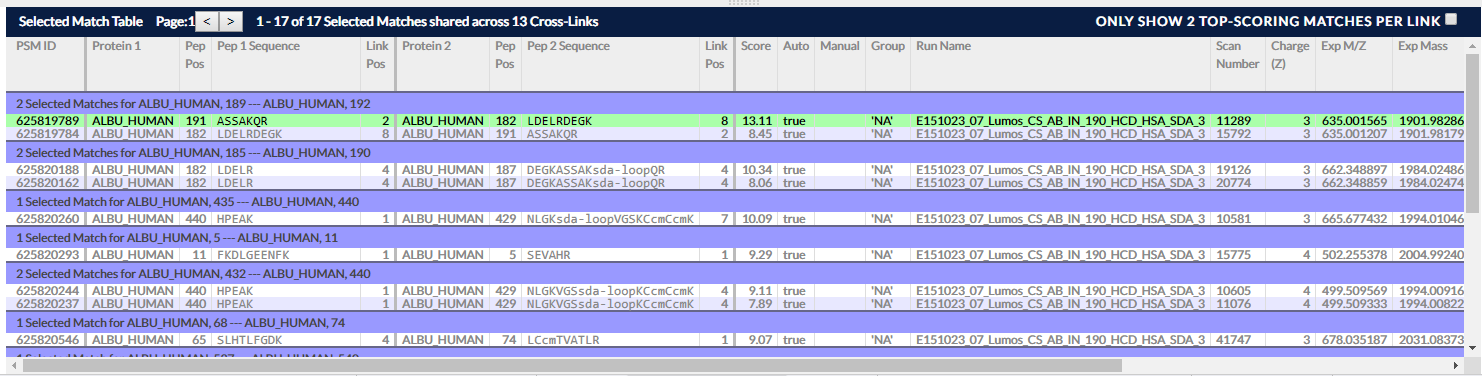 Selected Match Table Page:1 < > 1 - 17 of 17 Selected Matches shared across 13 Cross-Links ONLY SHOW 2 TOP-SCORING MATCHES PER LINK
PSM ID Protein 1 Pep Pos Pep 1 Sequence Link Pos Protein 2 Pep Pos Pep 2 Sequence Link Pos Score Auto Manual Group Run Name Scan Number Charge (Z) Exp M/Z Exp Mass
2 Selected Matches for ALBU_HUMAN, 189 --- ALBU_HUMAN, 192
625819789 ALBU_HUMAN 191 ASSAKQR 2 ALBU_HUMAN 182 LDELRDEGK 8 13.11 true 'NA' E151023_07_Lumos_CS_AB_IN_190_HCD_HSA_SDA_3 11289 3 635.001565 1901.98286
625819784 ALBU_HUMAN 182 LDELRDEGK 8 ALBU_HUMAN 191 ASSAKQR 2 8.45 true 'NA' E151023_07_Lumos_CS_AB_IN_190_HCD_HSA_SDA_3 15792 3 635.001207 1901.98179
2 Selected Matches for ALBU_HUMAN, 185 --- ALBU_HUMAN, 190
625820188 ALBU_HUMAN 182 LDELR 4 ALBU_HUMAN 187 DEGKASSAKsda-loopQR 4 10.34 true 'NA' E151023_07_Lumos_CS_AB_IN_190_HCD_HSA_SDA_3 19126 3 662.348897 1984.02486
625820162 ALBU_HUMAN 182 LDELR 4 ALBU_HUMAN 187 DEGKASSAKsda-loopQR 4 8.06 true 'NA' E151023_07_Lumos_CS_AB_IN_190_HCD_HSA_SDA_3 20774 3 662.348857 1984.02474
1 Selected Match for ALBU_HUMAN, 435 --- ALBU_HUMAN, 440
625820260 ALBU_HUMAN 440 HPEAK 1 ALBU_HUMAN 429 NLGKsda-loopVGSKCcmCcmK 7 10.09 true 'NA' E151023_07_Lumos_CS_AB_IN_190_HCD_HSA_SDA_3 10581 3 665.677432 1994.01046
1 Selected Match for ALBU_HUMAN, 5 --- ALBU_HUMAN, 11
625820293 ALBU_HUMAN 11 FKDLGEENFK 1 ALBU_HUMAN 5 SEVAHR 1 9.29 true 'NA' E151023_07_Lumos_CS_AB_IN_190_HCD_HSA_SDA_3 15775 4 502.255378 2004.99240
2 Selected Matches for ALBU_HUMAN, 432 --- ALBU_HUMAN, 440
625820244 ALBU_HUMAN 440 HPEAK 1 ALBU_HUMAN 429 NLGKVGSsda-loopKCcmCcmK 4 9.11 true 'NA' E151023_07_Lumos_CS_AB_IN_190_HCD_HSA_SDA_3 10605 4 499.509569 1994.00916
625820237 ALBU_HUMAN 440 HPEAK 1 ALBU_HUMAN 429 NLGKVGSsda-loopKCcmCcmK 4 7.89 true 'NA' E151023_07_Lumos_CS_AB_IN_190_HCD_HSA_SDA_3 11076 4 499.509333 1994.00822
1 Selected Match for ALBU_HUMAN, 68 --- ALBU_HUMAN, 74
625820546 ALBU_HUMAN 65 SLHTLFGDK 4 ALBU_HUMAN 74 LCcmTVATLR 1 9.07 true 'NA' E151023_07_Lumos_CS_AB_IN_190_HCD_HSA_SDA_3 41747 3 678.035187 2031.08373